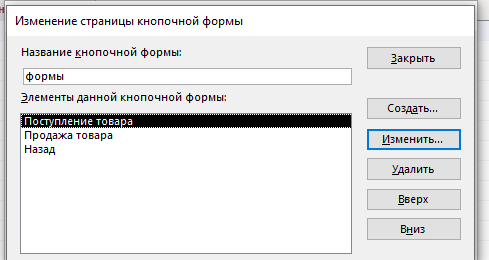 Изменение страницы кнопочной формы
Название кнопочной формы:
Закрыть
формы
Элементы данной кнопочной формы:
Создать...
Поступление товара
Продажа товара
Изменить...
Назад
Удалить
Вверх
Вниз